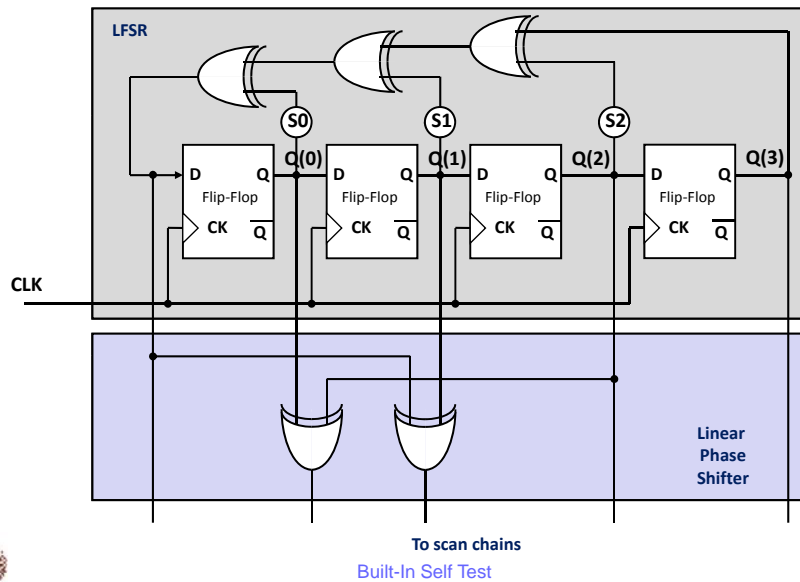 LFSR
S0 S1 S2
Q(0) Q(1) Q(2) Q(3)
D Q D Q D Q D Q
Flip-Flop Flip-Flop Flip-Flop Flip-Flop
CK Q CK Q CK Q CK Q
CLK
Linear
Phase
Shifter
To scan chains
Built-In Self Test